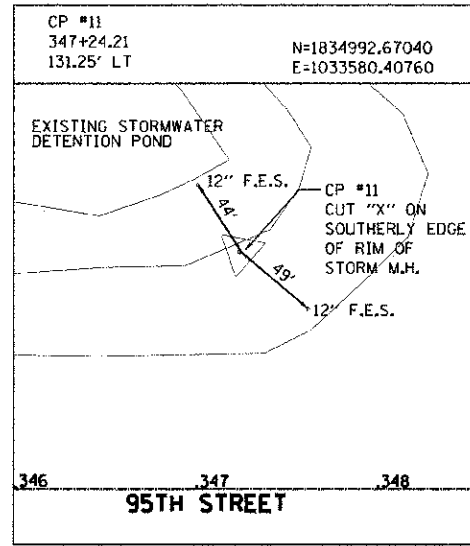 CP #11
347+24.21
131.25' LT
N=1834992.67040
E=1033580.40760
EXISTING STORMWATER
DETENTION POND
12" F.E.S.
44'
CP #11
CUT "X" ON
SOUTHERLY EDGE
OF RIM OF
STORM M.H.
49'
12" F.E.S.
346
347
348
95TH STREET